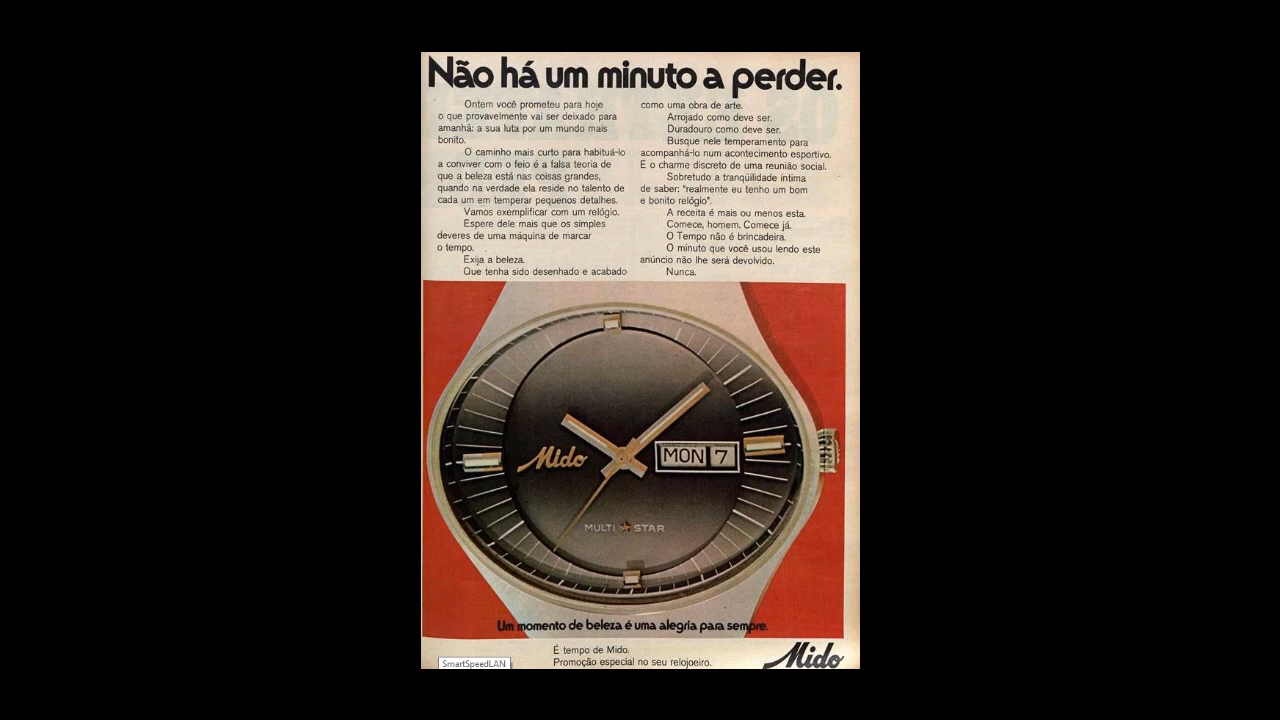 Não há um minuto a perder.
Ontem você prometeu para hoje
o que provavelmente vai ser deixado para
amanhã: a sua luta por um mundo mais
bonito.
O caminho mais curto para habituá-lo
a conviver com o feio é a falsa teoria de
que a beleza está nas coisas grandes,
quando na verdade ela reside no talento de
cada um em temperar pequenos detalhes.
Vamos exemplificar com um relógio.
Espere dele mais que os simples
deveres de uma máquina de marcar
o tempo.
Exija a beleza.
Que tenha sido desenhado e acabado
como uma obra de arte.
Arrojado como deve ser.
Duradouro como deve ser.
Busque nele temperamento para
acompanhá-lo num acontecimento esportivo.
E o charme discreto de uma reunião social.
Sobretudo a tranqüilidade íntima
de saber: "realmente eu tenho um bom
e bonito relógio".
A receita é mais ou menos esta.
Comece, homem. Comece já.
O Tempo não é brincadeira.
O minuto que você usou lendo este
anúncio não lhe será devolvido.
Nunca.
Mido
MON 7
MULTI STAR
Um momento de beleza é uma alegria para sempre.
É tempo de Mido.
Promoção especial no seu relojoeiro.
Mido
SmartSpeedLAN